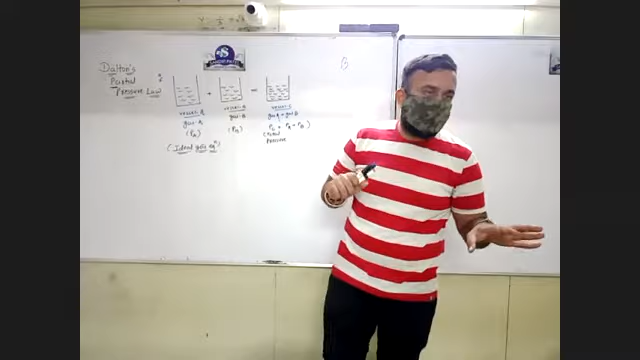 Dalton's
Partial
Pressure Law :
+ =
vessel-A vessel-B vessel-C
gas-A gas-B gas A + gas B
(PA) (PB) PC = PA + PB )
(Total
Pressure
(Ideal gas eqn)
B